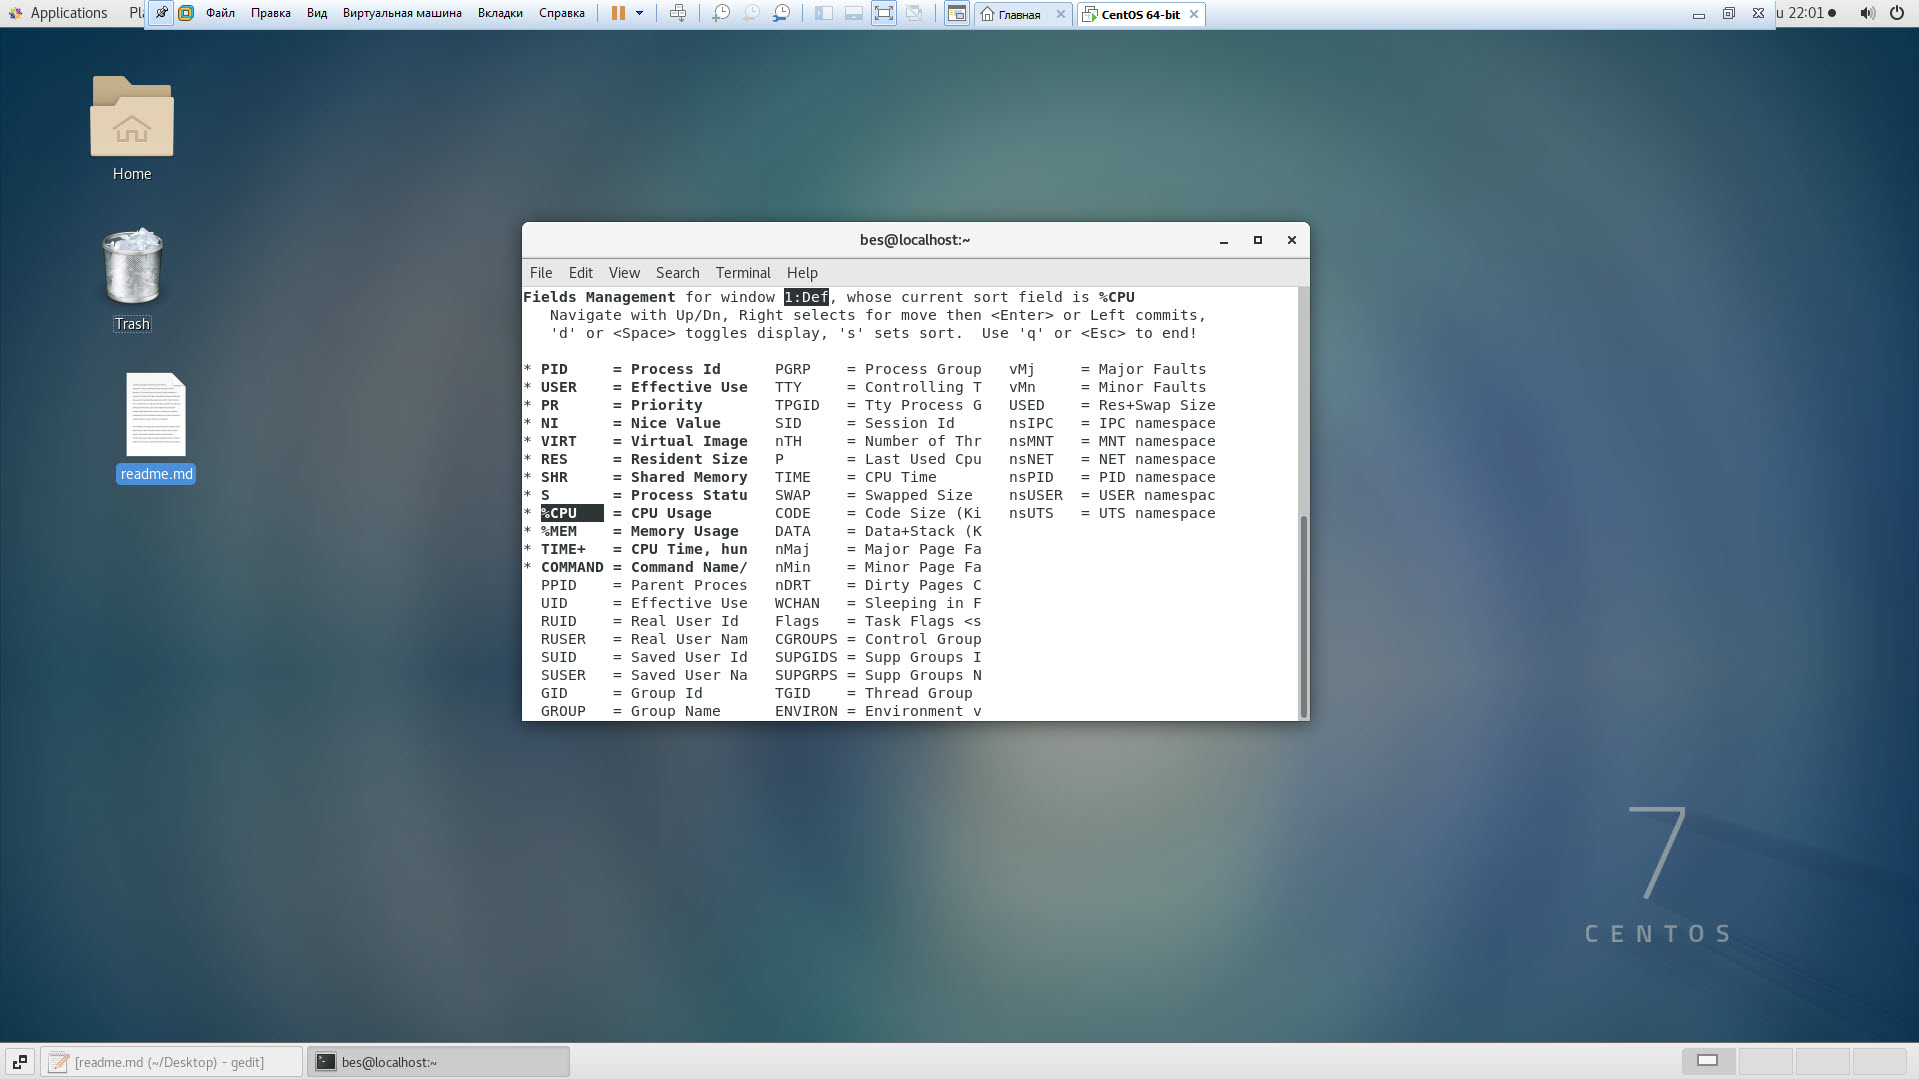 Applications Pl Файл Правка Вид Виртуальная машина Вкладки Справка Главная CentOS 64-bit u 22:01
Home
Trash
readme.md
bes@localhost:~
File Edit View Search Terminal Help
Fields Management for window 1:Def, whose current sort field is %CPU
Navigate with Up/Dn, Right selects for move then <Enter> or Left commits,
'd' or <Space> toggles display, 's' sets sort. Use 'q' or <Esc> to end!
* PID = Process Id PGRP = Process Group vMj = Major Faults
* USER = Effective Use TTY = Controlling T vMn = Minor Faults
* PR = Priority TPGID = Tty Process G USED = Res+Swap Size
* NI = Nice Value SID = Session Id nsIPC = IPC namespace
* VIRT = Virtual Image nTH = Number of Thr nsMNT = MNT namespace
* RES = Resident Size P = Last Used Cpu nsNET = NET namespace
* SHR = Shared Memory TIME = CPU Time nsPID = PID namespace
* S = Process Statu SWAP = Swapped Size nsUSER = USER namespac
* %CPU = CPU Usage CODE = Code Size (Ki nsUTS = UTS namespace
* %MEM = Memory Usage DATA = Data+Stack (K
* TIME+ = CPU Time, hun nMaj = Major Page Fa
* COMMAND = Command Name/ nMin = Minor Page Fa
PPID = Parent Proces nDRT = Dirty Pages C
UID = Effective Use WCHAN = Sleeping in F
RUID = Real User Id Flags = Task Flags <s
RUSER = Real User Nam CGROUPS = Control Group
SUID = Saved User Id SUPGIDS = Supp Groups I
SUSER = Saved User Na SUPGRPS = Supp Groups N
GID = Group Id TGID = Thread Group
GROUP = Group Name ENVIRON = Environment v
7
CENTOS
[readme.md (~/Desktop) - gedit] bes@localhost:~